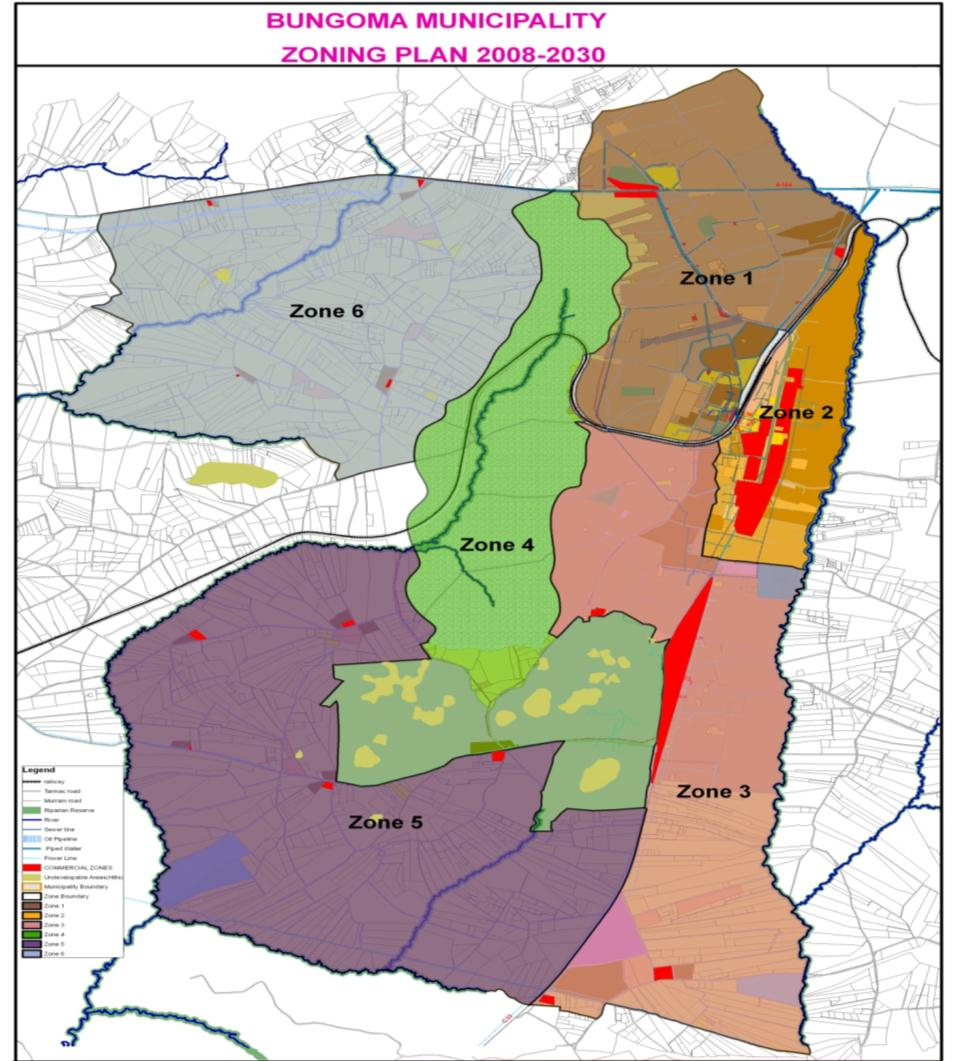 BUNGOMA MUNICIPALITY
ZONING PLAN 2008-2030
A-104
Zone 1
Zone 6
Zone 2
Zone 4
Zone 3
Zone 5
Legend
railway
Tarmac road
Murram road
Riparian Reserve
River
Sewer line
Oil Pipeline
Piped Water
Power Line
COMMERCIAL ZONES
Undevelopable Areas(Hills)
Municipality Boundary
Zone Boundary
Zone 1
Zone 2
Zone 3
Zone 4
Zone 5
Zone 6
C33